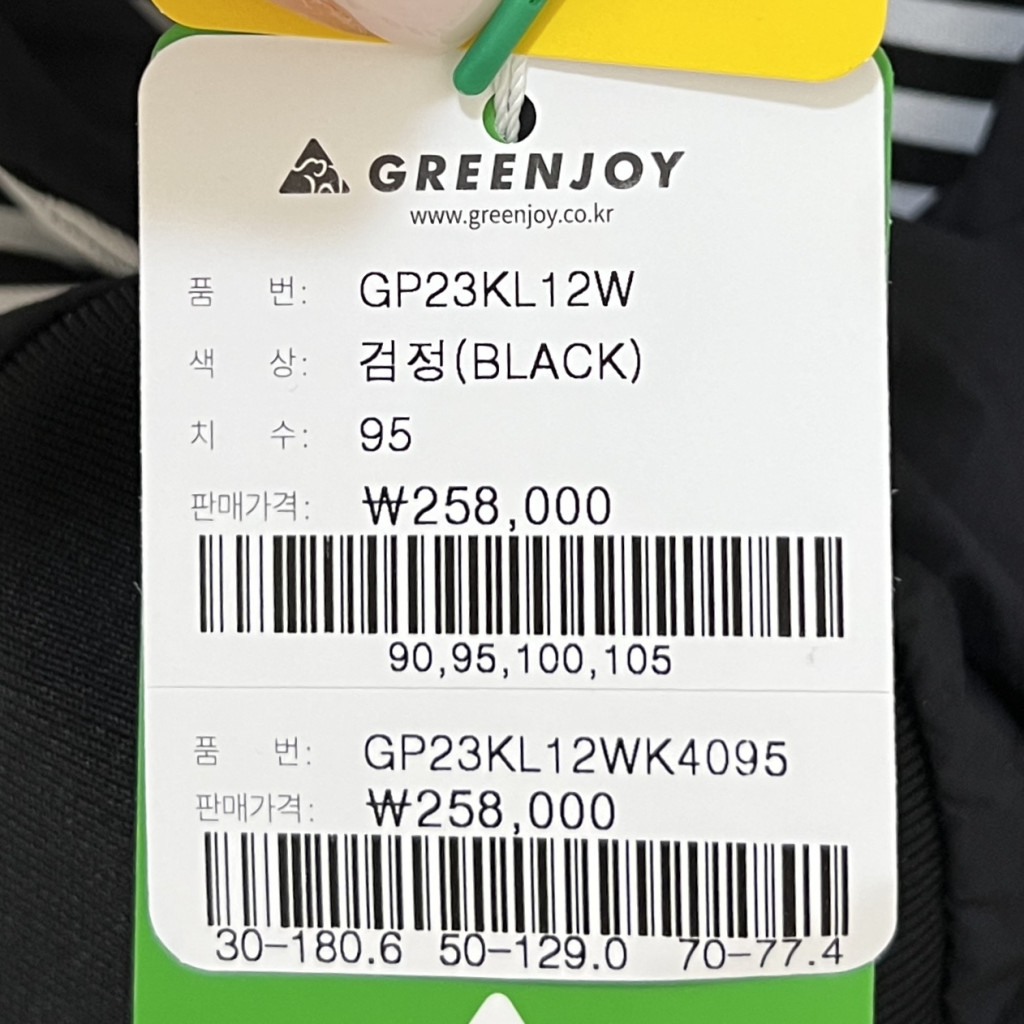 GREENJOY
www.greenjoy.co.kr
품 번: GP23KL12W
색 상: 검정(BLACK)
치 수: 95
판매가격: ₩258,000
90,95,100,105
품 번: GP23KL12WK4095
판매가격: ₩258,000
30-180.6 50-129.0 70-77.4